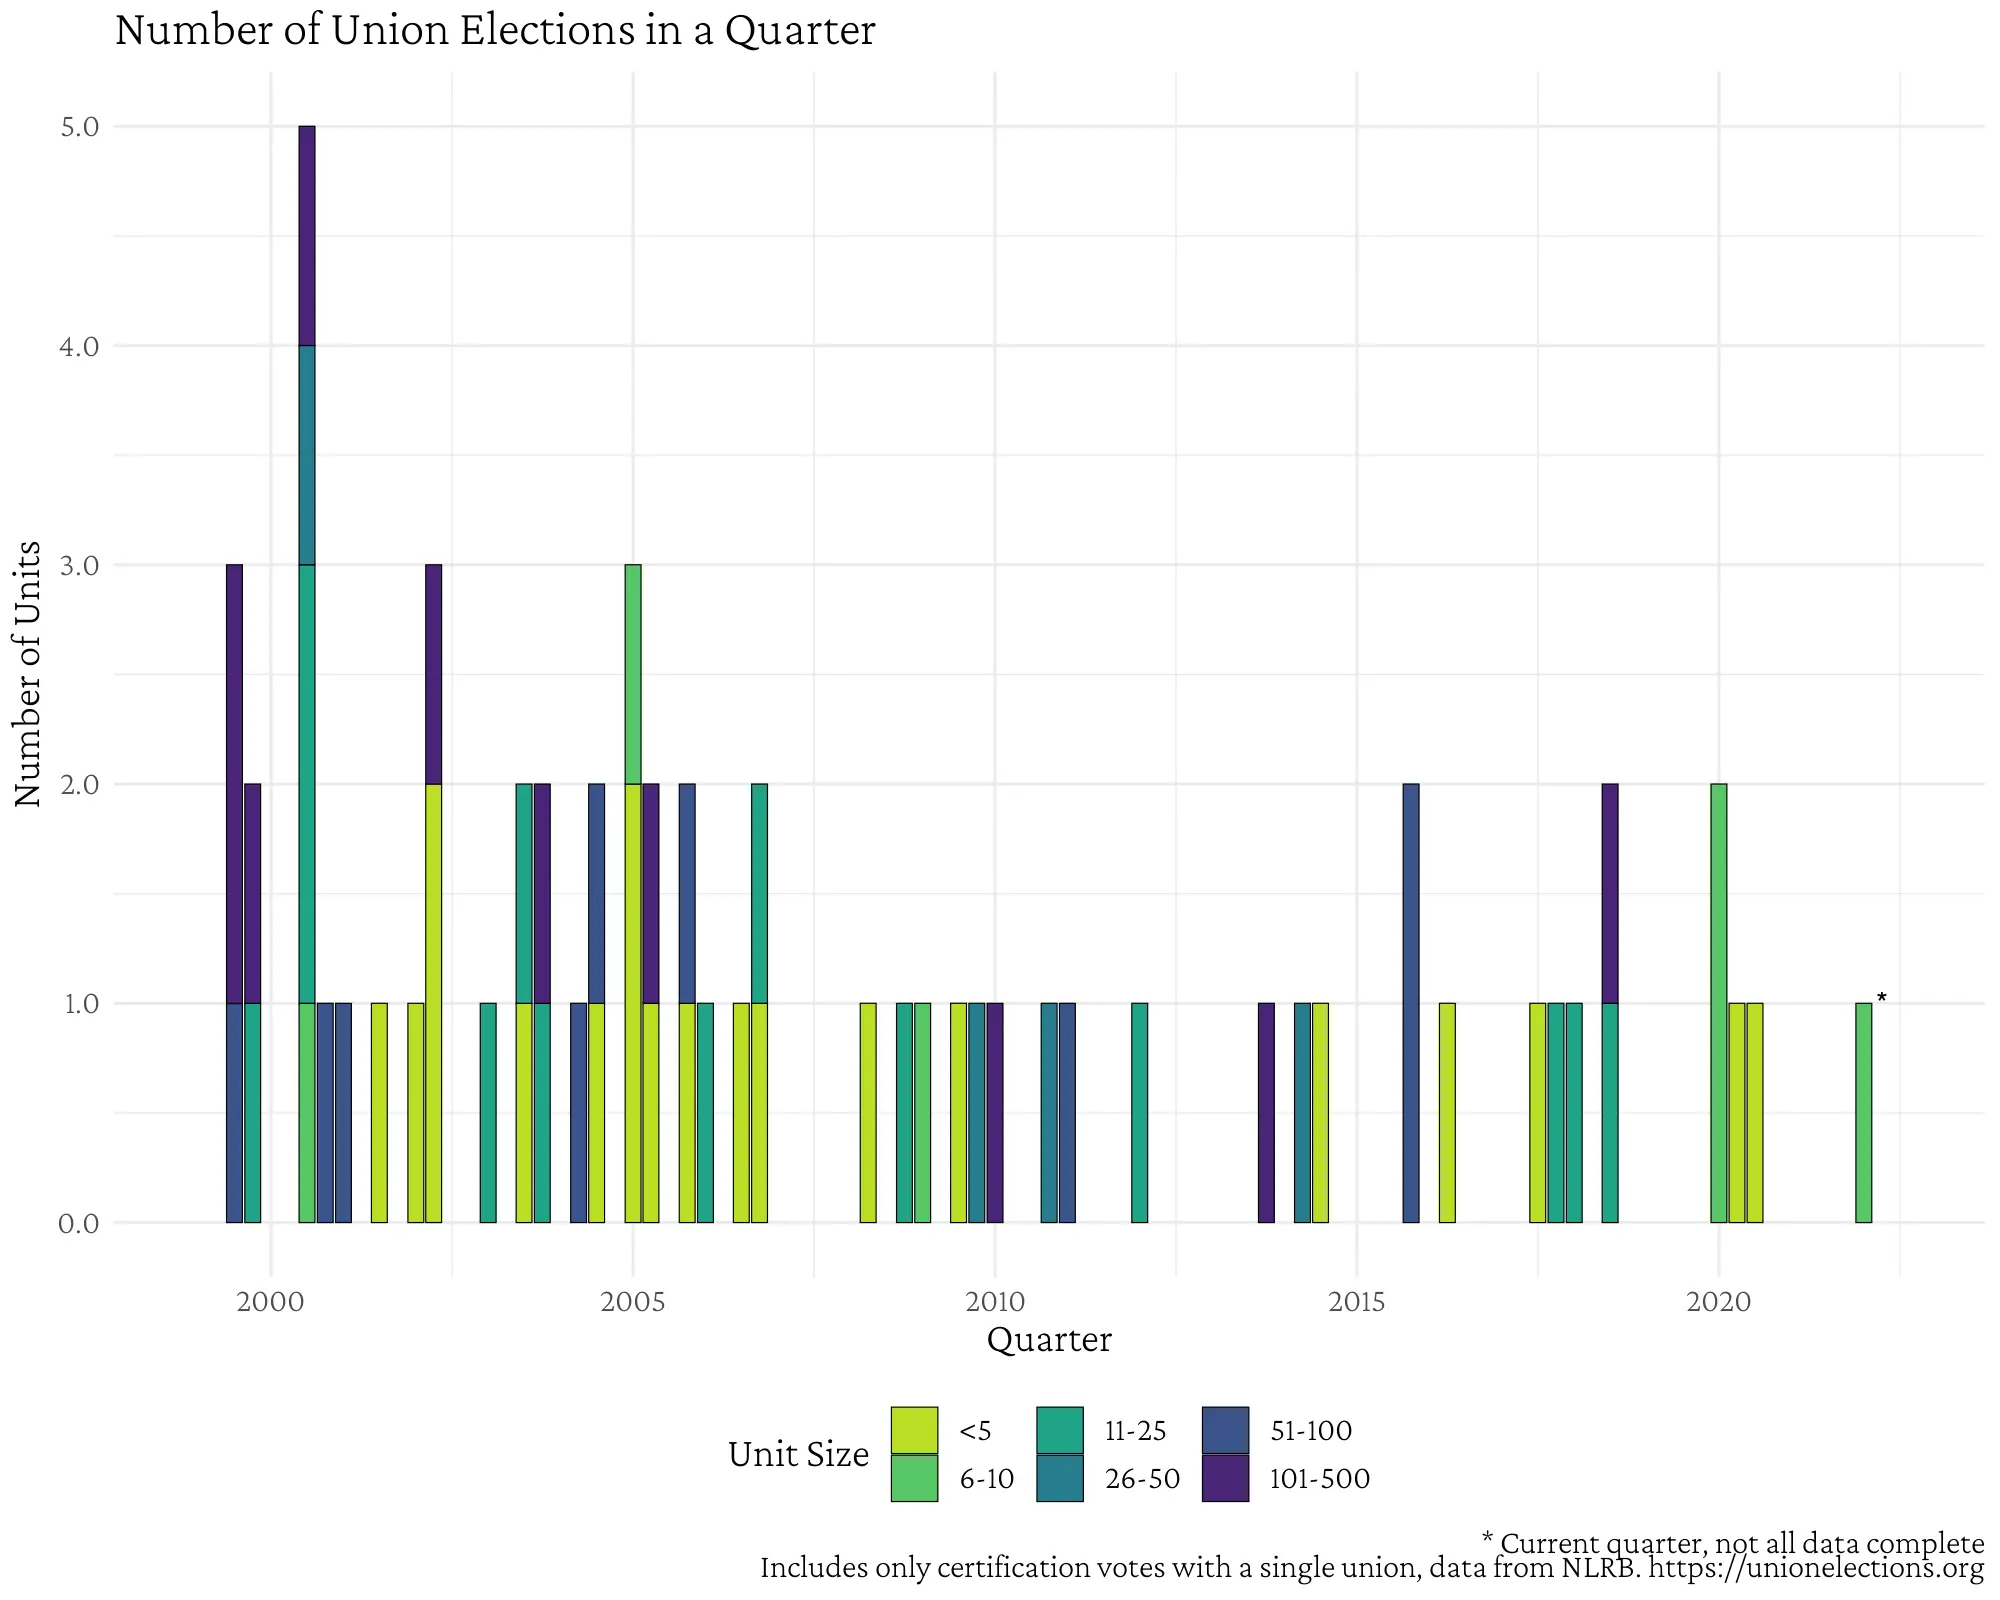 Number of Union Elections in a Quarter
Number of Units
5.0
4.0
3.0
2.0
1.0
0.0
*
2000 2005 2010 2015 2020
Quarter
Unit Size
<5 11-25 51-100
6-10 26-50 101-500
* Current quarter, not all data complete
Includes only certification votes with a single union, data from NLRB. https://unionelections.org